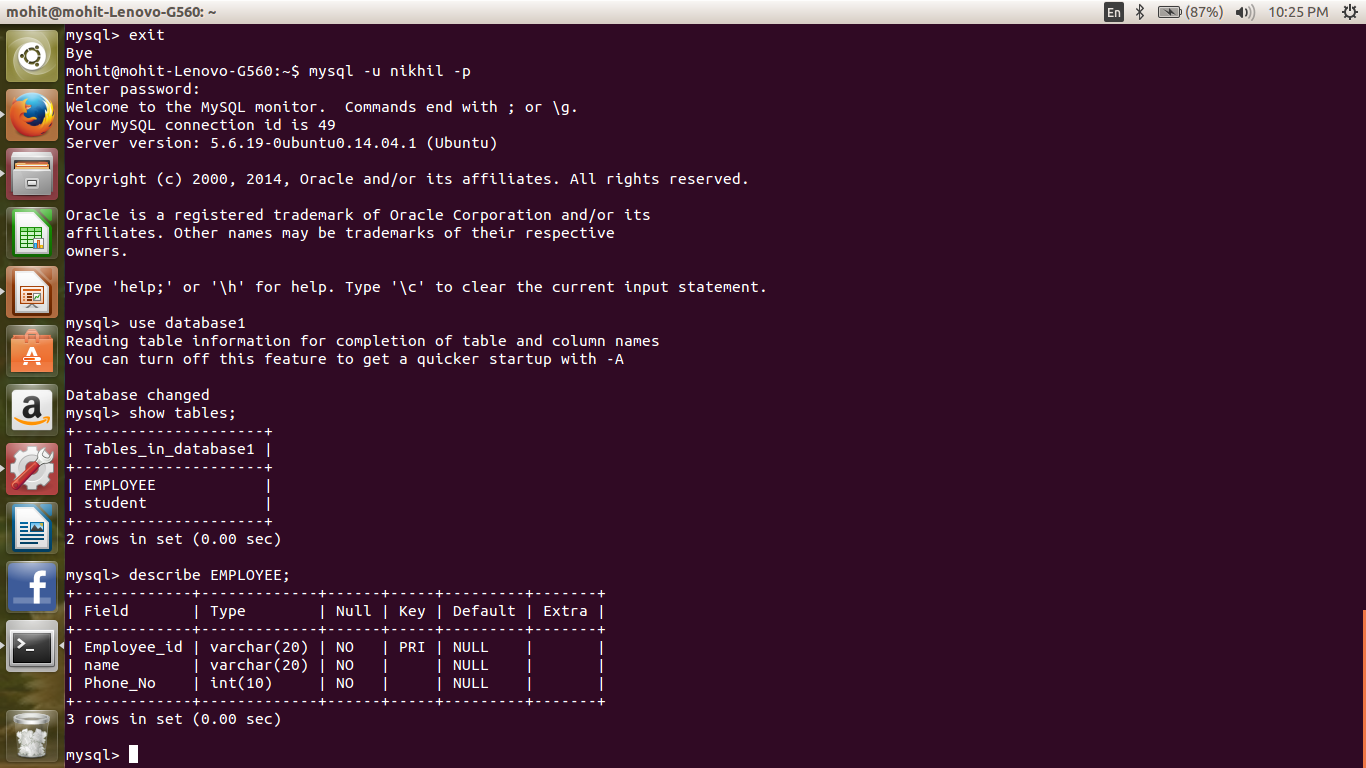 mohit@mohit-Lenovo-G560: ~
En (87%) 10:25 PM
mysql> exit
Bye
mohit@mohit-Lenovo-G560:~$ mysql -u nikhil -p
Enter password:
Welcome to the MySQL monitor.  Commands end with ; or \g.
Your MySQL connection id is 49
Server version: 5.6.19-0ubuntu0.14.04.1 (Ubuntu)

Copyright (c) 2000, 2014, Oracle and/or its affiliates. All rights reserved.

Oracle is a registered trademark of Oracle Corporation and/or its
affiliates. Other names may be trademarks of their respective
owners.

Type 'help;' or '\h' for help. Type '\c' to clear the current input statement.

mysql> use database1
Reading table information for completion of table and column names
You can turn off this feature to get a quicker startup with -A

Database changed
mysql> show tables;
+---------------------+
| Tables_in_database1 |
+---------------------+
| EMPLOYEE            |
| student             |
+---------------------+
2 rows in set (0.00 sec)

mysql> describe EMPLOYEE;
+-------------+-------------+------+-----+---------+-------+
| Field       | Type        | Null | Key | Default | Extra |
+-------------+-------------+------+-----+---------+-------+
| Employee_id | varchar(20) | NO   | PRI | NULL    |       |
| name        | varchar(20) | NO   |     | NULL    |       |
| Phone_No    | int(10)     | NO   |     | NULL    |       |
+-------------+-------------+------+-----+---------+-------+
3 rows in set (0.00 sec)

mysql>